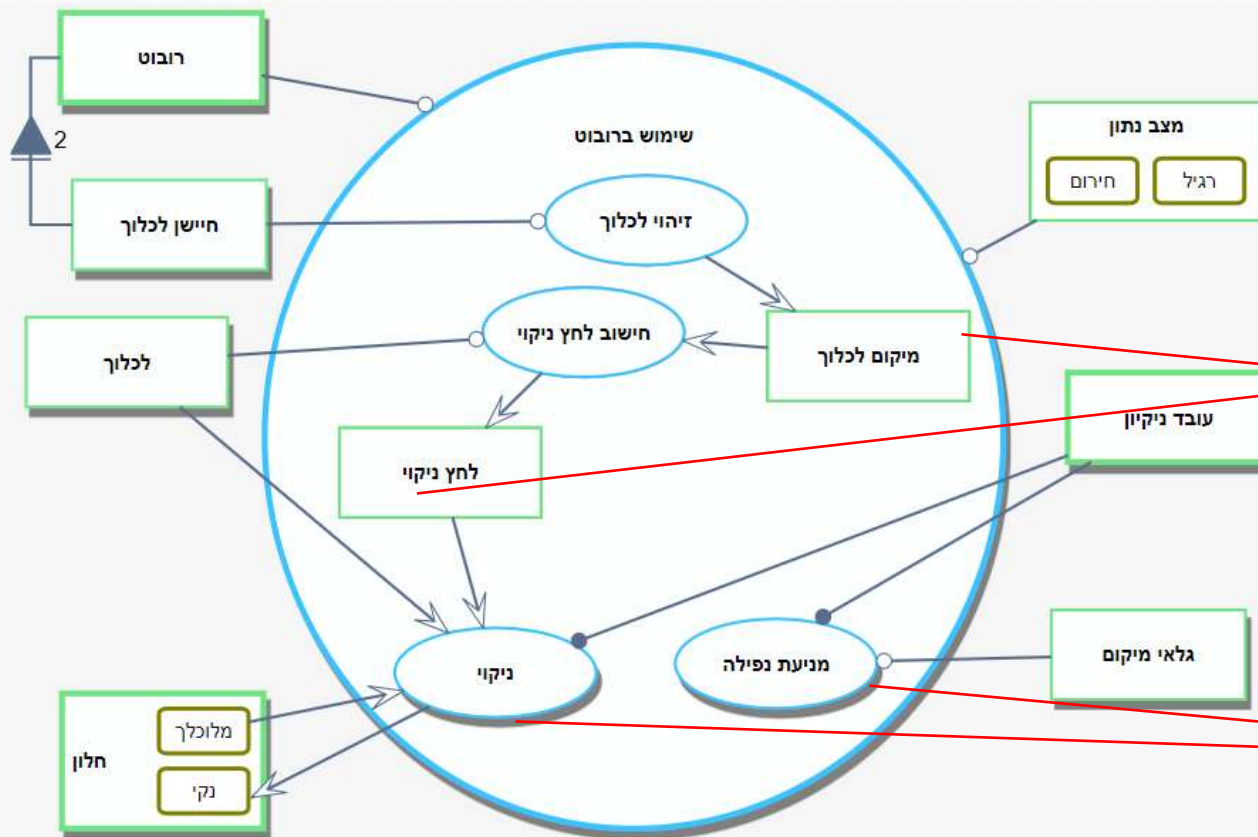 רובוט
2
שימוש ברובוט
מצב נתון
רגיל
חירום
חיישן לכלוך
זיהוי לכלוך
לכלוך
חישוב לחץ ניקוי
מיקום לכלוך
עובד ניקיון
לחץ ניקוי
ניקוי
מניעת נפילה
גלאי מיקום
חלון
מלוכלך
נקי